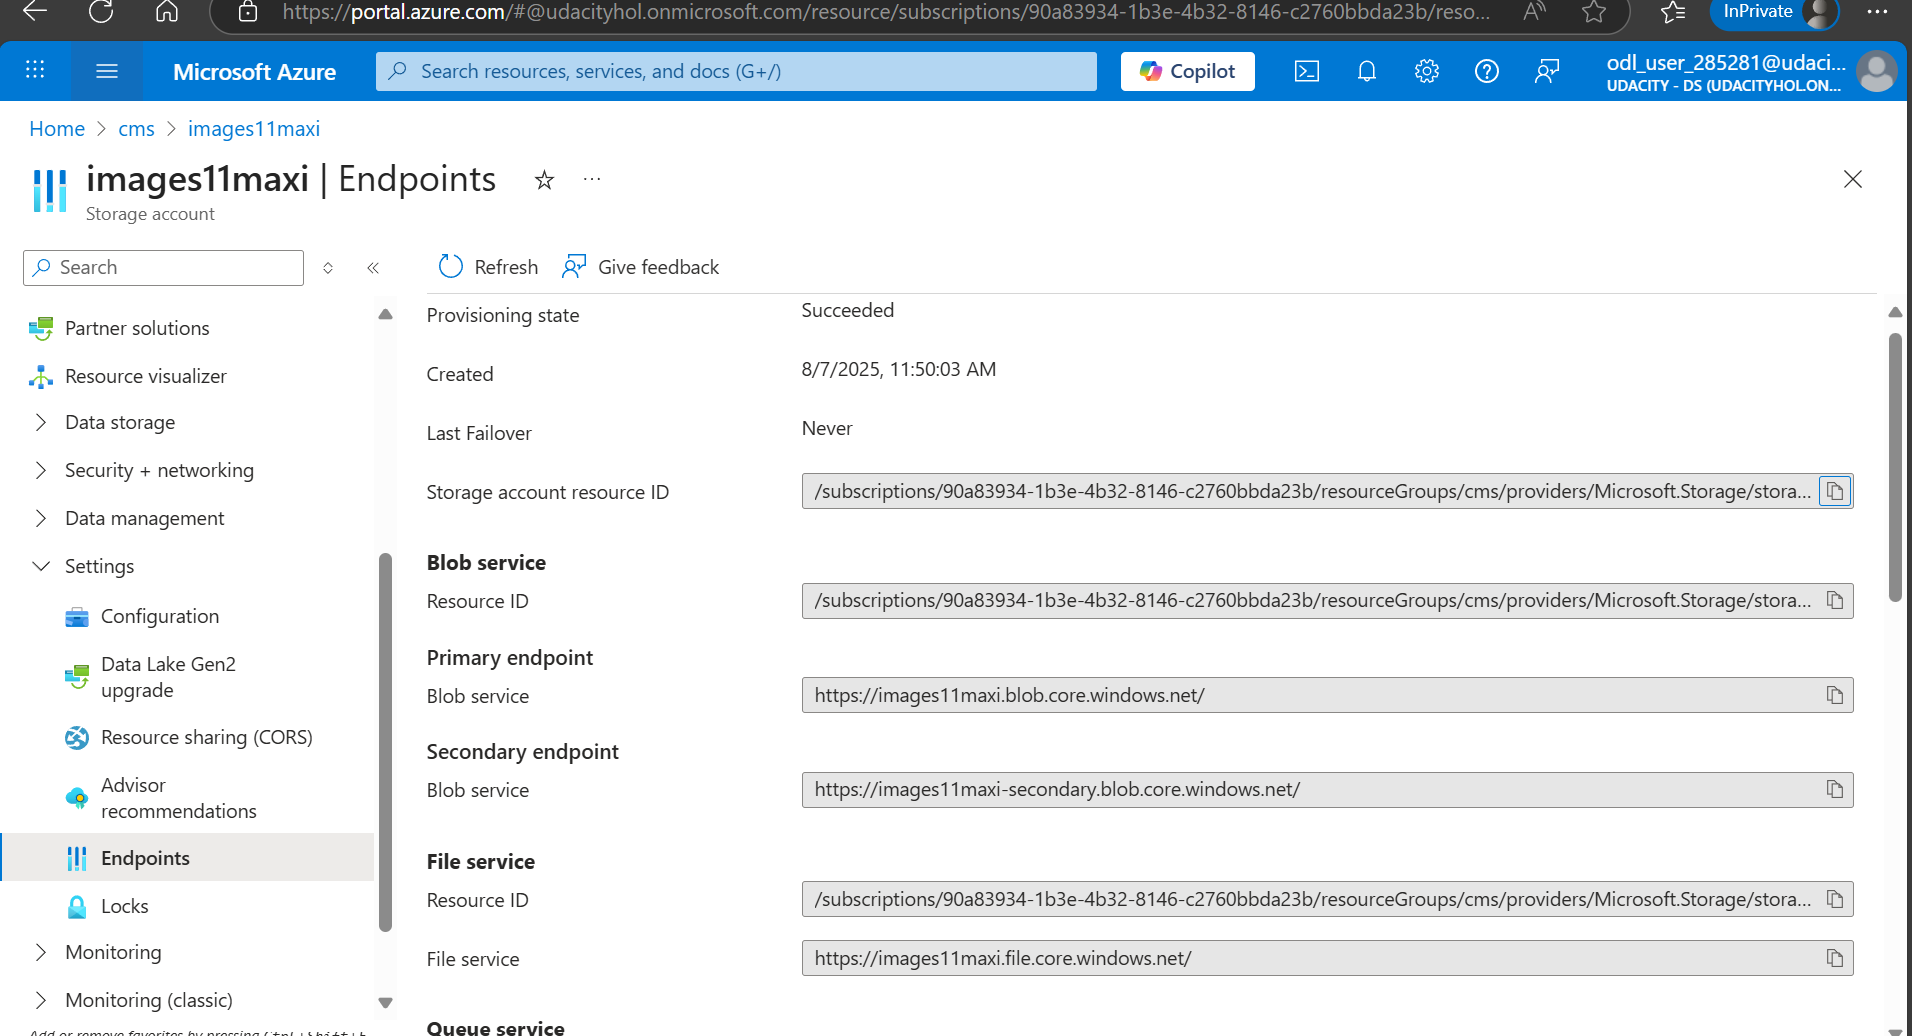 https://portal.azure.com/#@udacityhol.onmicrosoft.com/resource/subscriptions/90a83934-1b3e-4b32-8146-c2760bbda23b/reso...
InPrivate
Microsoft Azure
Search resources, services, and docs (G+/)
Copilot
odl_user_285281@udaci...
UDACITY - DS (UDACITYHOL.ON...
Home > cms > images11maxi
images11maxi | Endpoints
Storage account
Search
Refresh
Give feedback
Partner solutions
Resource visualizer
Data storage
Security + networking
Data management
Settings
Configuration
Data Lake Gen2
upgrade
Resource sharing (CORS)
Advisor
recommendations
Endpoints
Locks
Monitoring
Monitoring (classic)
Add or remove favorites by pressing Ctrl+Shift+F
Provisioning state
Succeeded
Created
8/7/2025, 11:50:03 AM
Last Failover
Never
Storage account resource ID
/subscriptions/90a83934-1b3e-4b32-8146-c2760bbda23b/resourceGroups/cms/providers/Microsoft.Storage/stora...
Blob service
Resource ID
/subscriptions/90a83934-1b3e-4b32-8146-c2760bbda23b/resourceGroups/cms/providers/Microsoft.Storage/stora...
Primary endpoint
Blob service
https://images11maxi.blob.core.windows.net/
Secondary endpoint
Blob service
https://images11maxi-secondary.blob.core.windows.net/
File service
Resource ID
/subscriptions/90a83934-1b3e-4b32-8146-c2760bbda23b/resourceGroups/cms/providers/Microsoft.Storage/stora...
File service
https://images11maxi.file.core.windows.net/
Queue service